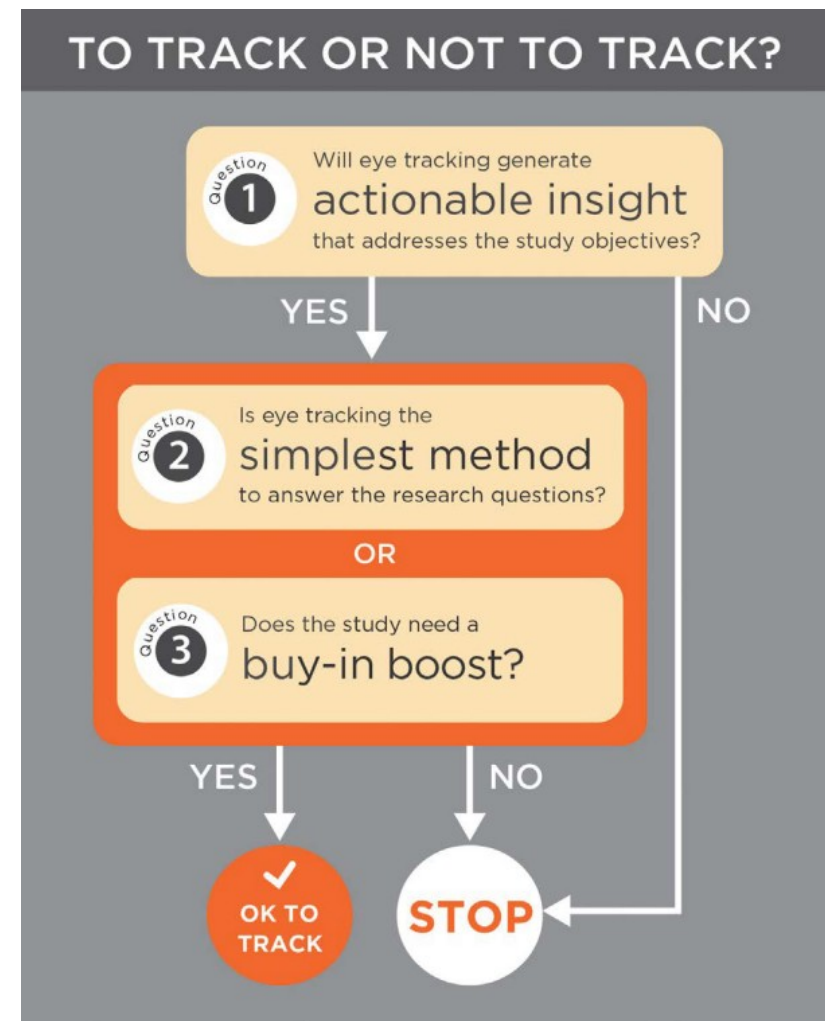 TO TRACK OR NOT TO TRACK?
Question
1
Will eye tracking generate
actionable insight
that addresses the study objectives?
YES
NO
Question
2
Is eye tracking the
simplest method
to answer the research questions?
OR
Question
3
Does the study need a
buy-in boost?
YES
NO
OK TO
TRACK
STOP